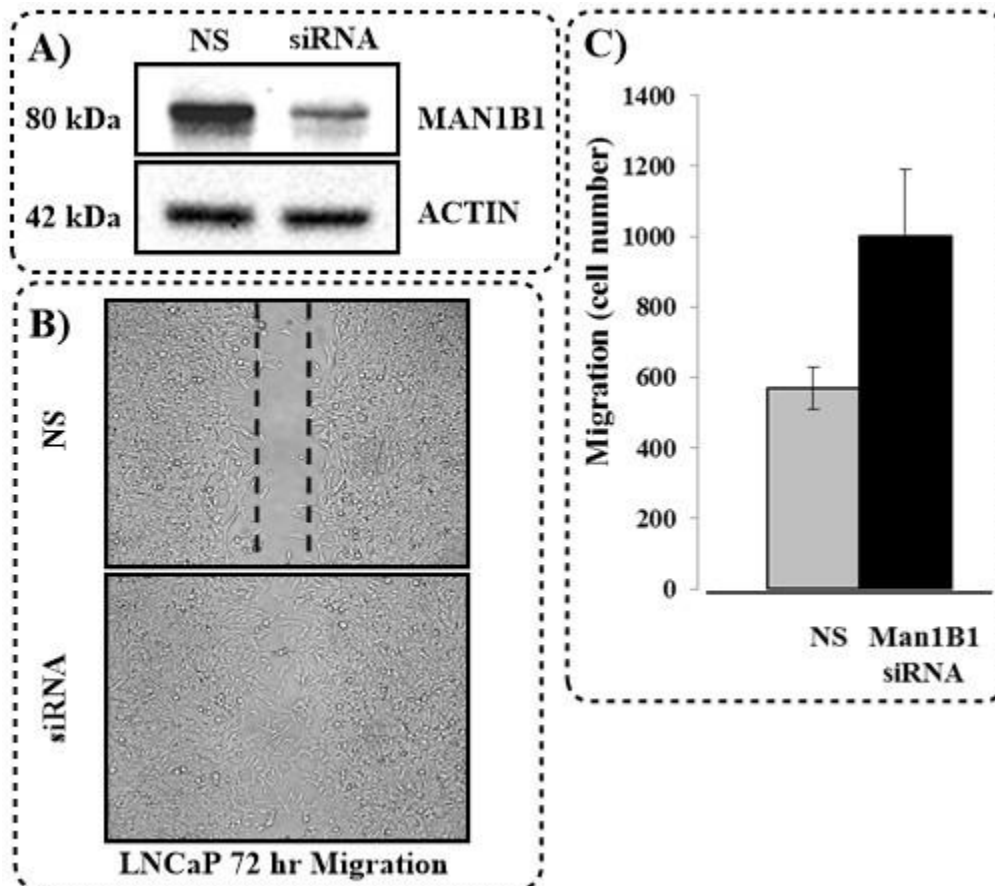 A)
NS siRNA
80 kDa MAN1B1
42 kDa ACTIN
B)
NS
siRNA
LNCaP 72 hr Migration
C)
Migration (cell number)
1400
1200
1000
800
600
400
200
0
NS Man1B1
siRNA